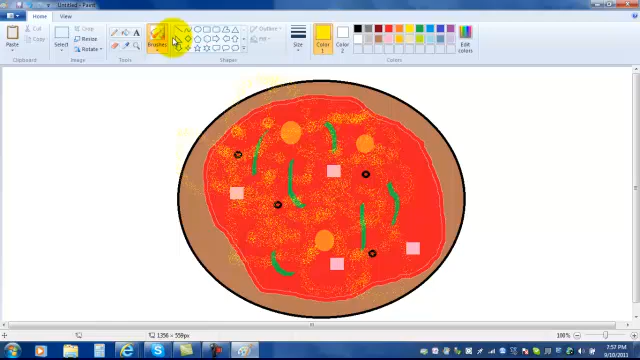 Untitled - Paint
Home
View
Paste
Cut
Copy
Select
Crop
Resize
Rotate
Brushes
Outline
Fill
Size
Color 1
Color 2
Edit colors
Clipboard
Image
Tools
Shapes
Colors
1356 × 559px
100%
7:57 PM
9/10/2011